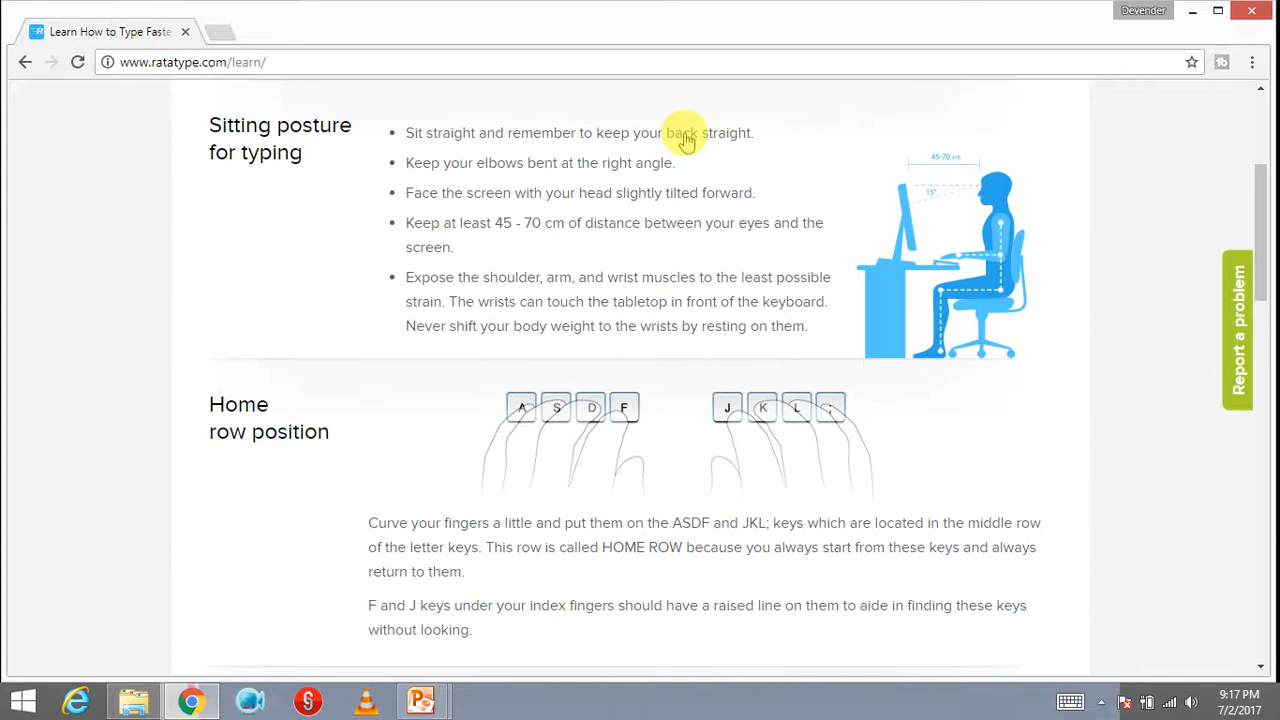 Devender
Learn How to Type Faste
www.ratatype.com/learn/
Sitting posture
for typing
Sit straight and remember to keep your back straight.
Keep your elbows bent at the right angle.
Face the screen with your head slightly tilted forward.
Keep at least 45 - 70 cm of distance between your eyes and the
screen.
Expose the shoulder, arm, and wrist muscles to the least possible
strain. The wrists can touch the tabletop in front of the keyboard.
Never shift your body weight to the wrists by resting on them.
45-70 cm
15°
Report a problem
Home
row position
A S D F J K L ;
Curve your fingers a little and put them on the ASDF and JKL; keys which are located in the middle row
of the letter keys. This row is called HOME ROW because you always start from these keys and always
return to them.
F and J keys under your index fingers should have a raised line on them to aide in finding these keys
without looking.
9:17 PM
7/2/2017